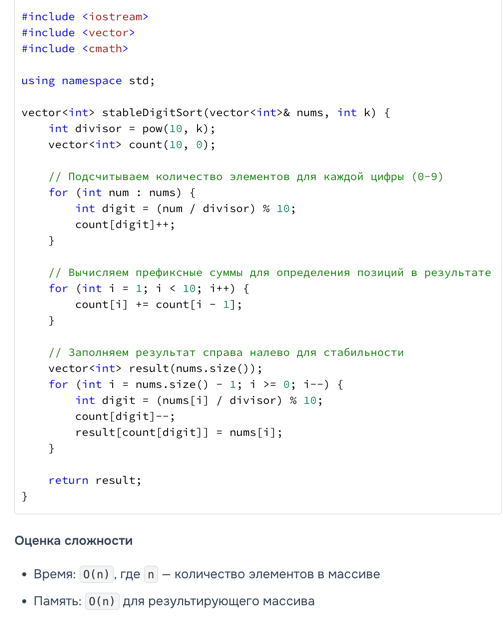 #include <iostream>
#include <vector>
#include <cmath>
using namespace std;
vector<int> stableDigitSort(vector<int>& nums, int k) {
    int divisor = pow(10, k);
    vector<int> count(10, 0);
    // Подсчитываем количество элементов для каждой цифры (0-9)
    for (int num : nums) {
        int digit = (num / divisor) % 10;
        count[digit]++;
    }
    // Вычисляем префиксные суммы для определения позиций в результате
    for (int i = 1; i < 10; i++) {
        count[i] += count[i - 1];
    }
    // Заполняем результат справа налево для стабильности
    vector<int> result(nums.size());
    for (int i = nums.size() - 1; i >= 0; i--) {
        int digit = (nums[i] / divisor) % 10;
        count[digit]--;
        result[count[digit]] = nums[i];
    }
    return result;
}
Оценка сложности
• Время: O(n), где n — количество элементов в массиве
• Память: O(n) для результирующего массива